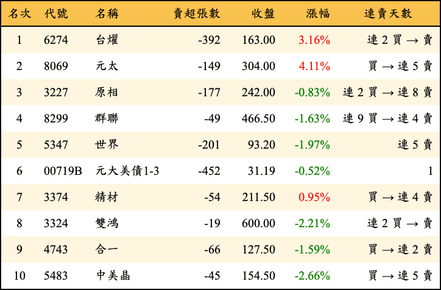 名次 代號 名稱 賣超張數 收盤 漲幅 連賣天數
1 6274 台燿 -392 163.00 3.16% 連 2 買 → 賣
2 8069 元太 -149 304.00 4.11% 買 → 連 5 賣
3 3227 原相 -177 242.00 -0.83% 連 2 買 → 連 8 賣
4 8299 群聯 -49 466.50 -1.63% 連 9 買 → 連 4 賣
5 5347 世界 -201 93.20 -1.97% 連 5 賣
6 00719B 元大美債1-3 -452 31.19 -0.52% 1
7 3374 精材 -54 211.50 0.95% 買 → 連 4 賣
8 3324 雙鴻 -19 600.00 -2.21% 連 2 買 → 賣
9 4743 合一 -66 127.50 -1.59% 買 → 連 2 賣
10 5483 中美晶 -45 154.50 -2.66% 買 → 連 5 賣